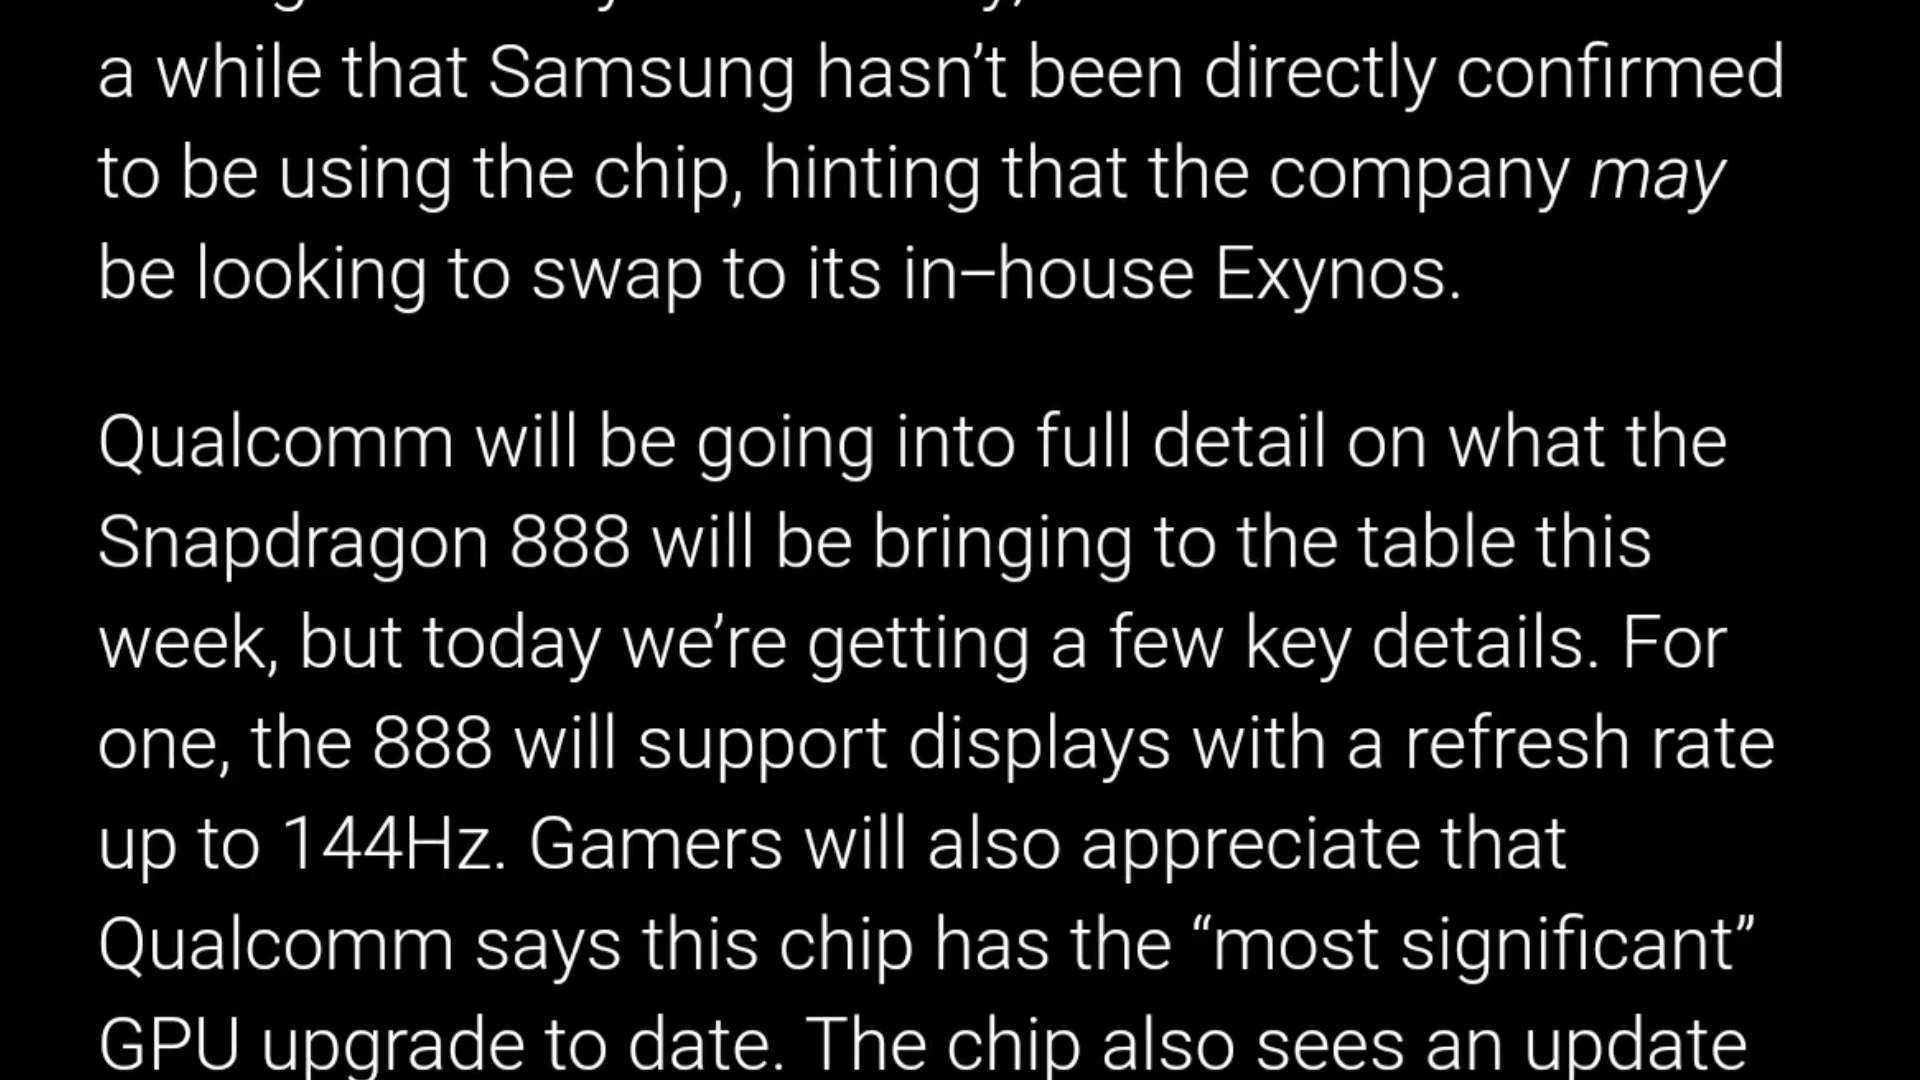 a while that Samsung hasn’t been directly confirmed
to be using the chip, hinting that the company may
be looking to swap to its in–house Exynos.
Qualcomm will be going into full detail on what the
Snapdragon 888 will be bringing to the table this
week, but today we’re getting a few key details. For
one, the 888 will support displays with a refresh rate
up to 144Hz. Gamers will also appreciate that
Qualcomm says this chip has the “most significant”
GPU upgrade to date. The chip also sees an update